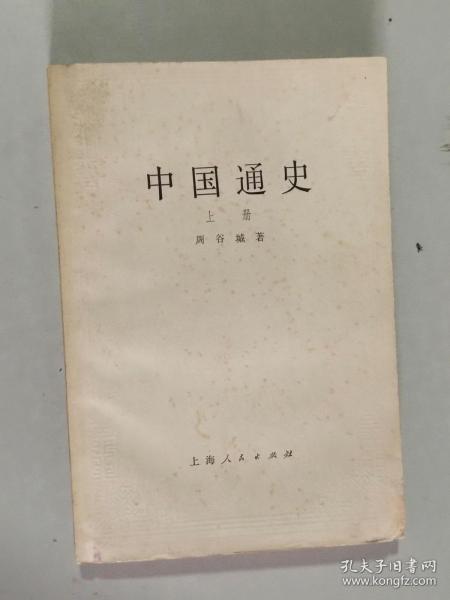 中国通史
上册
周谷城著
上海人民出版社
孔夫子旧书网
www.kongfz.com